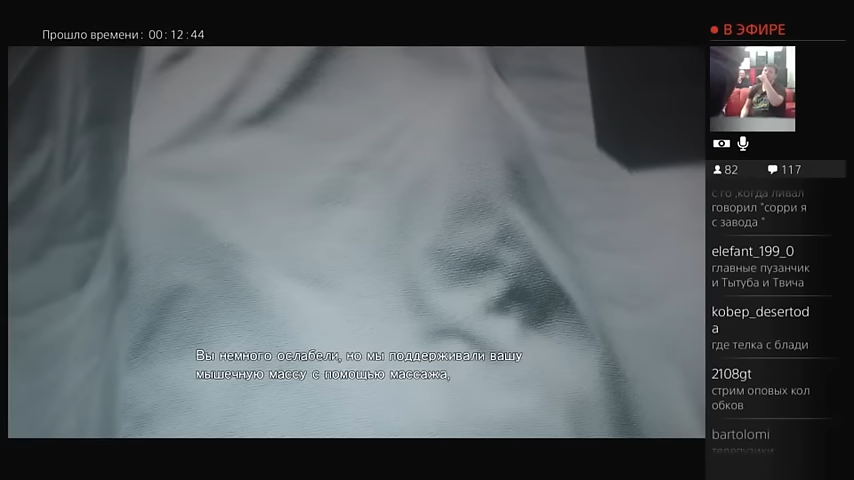 Прошло времени: 00:12:44
В ЭФИРЕ
82 117
с го ,когда ливал
говорил "сорри я
с завода "
elefant_199_0
главные пузанчик
и Тытуба и Твича
kobep_desertod
a
где телка с блади
2108gt
стрим оповых кол
обков
bartolomi
телепузики
Вы немного ослабели, но мы поддерживали вашу
мышечную массу с помощью массажа,